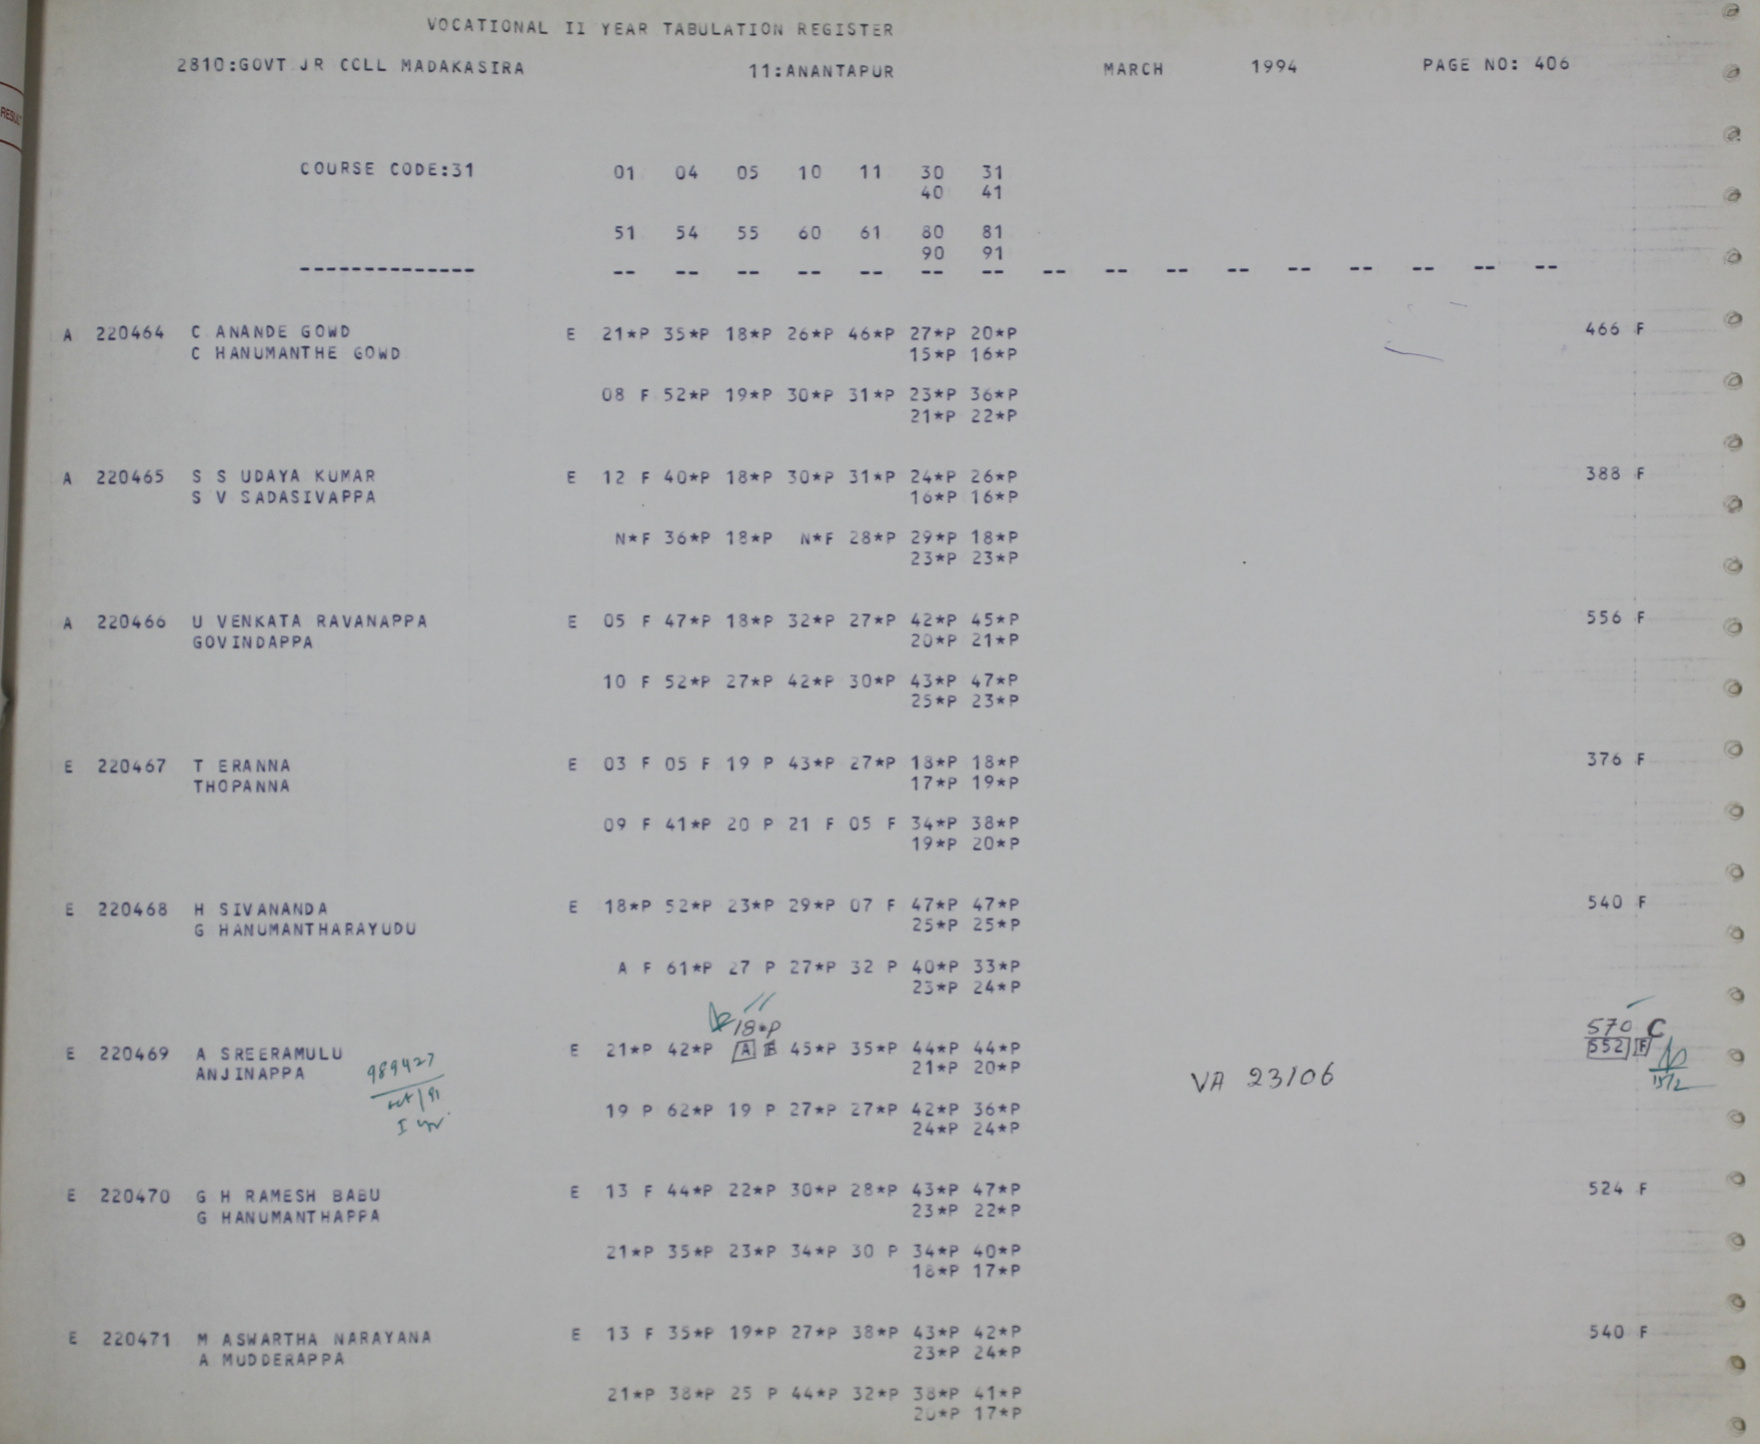 VOCATIONAL II YEAR TABULATION REGISTER
2810:GOVT JR COLL MADAKASIRA 11:ANANTAPUR MARCH 1994 PAGE NO: 406
RESUL
COURSE CODE:31 01 04 05 10 11 30 31
40 41
51 54 55 60 61 80 81
90 91
-------------- -- -- -- -- -- -- -- -- -- -- -- -- -- -- -- --
A 220464 C ANANDE GOWD E 21*P 35*P 18*P 26*P 46*P 27*P 20*P 466 F
C HANUMANTHE GOWD 15*P 16*P
08 F 52*P 19*P 30*P 31*P 23*P 36*P
21*P 22*P
A 220465 S S UDAYA KUMAR E 12 F 40*P 18*P 30*P 31*P 24*P 26*P 388 F
S V SADASIVAPPA 16*P 16*P
N*F 36*P 18*P N*F 28*P 29*P 18*P
23*P 23*P
A 220466 U VENKATA RAVANAPPA E 05 F 47*P 18*P 32*P 27*P 42*P 45*P 556 F
GOVINDAPPA 20*P 21*P
10 F 52*P 27*P 42*P 30*P 43*P 47*P
25*P 23*P
E 220467 T ERANNA E 03 F 05 F 19 P 43*P 27*P 18*P 18*P 376 F
THOPANNA 17*P 19*P
09 F 41*P 20 P 21 F 05 F 34*P 38*P
19*P 20*P
E 220468 H SIVANANDA E 18*P 52*P 23*P 29*P 07 F 47*P 47*P 540 F
G HANUMANTHARAYUDU 25*P 25*P
A F 61*P 27 P 27*P 32 P 40*P 33*P
23*P 24*P
18*P 570 C
E 220469 A SREERAMULU E 21*P 42*P A 45*P 35*P 44*P 44*P 552 F
ANJINAPPA 989427 21*P 20*P VA 23106 15/2
oct/91
I yr
19 P 62*P 19 P 27*P 27*P 42*P 36*P
24*P 24*P
E 220470 G H RAMESH BABU E 13 F 44*P 22*P 30*P 28*P 43*P 47*P 524 F
G HANUMANTHAPPA 23*P 22*P
21*P 35*P 23*P 34*P 30 P 34*P 40*P
18*P 17*P
E 220471 M ASWARTHA NARAYANA E 13 F 35*P 19*P 27*P 38*P 43*P 42*P 540 F
A MUDDERAPPA 23*P 24*P
21*P 38*P 25 P 44*P 32*P 38*P 41*P
20*P 17*P